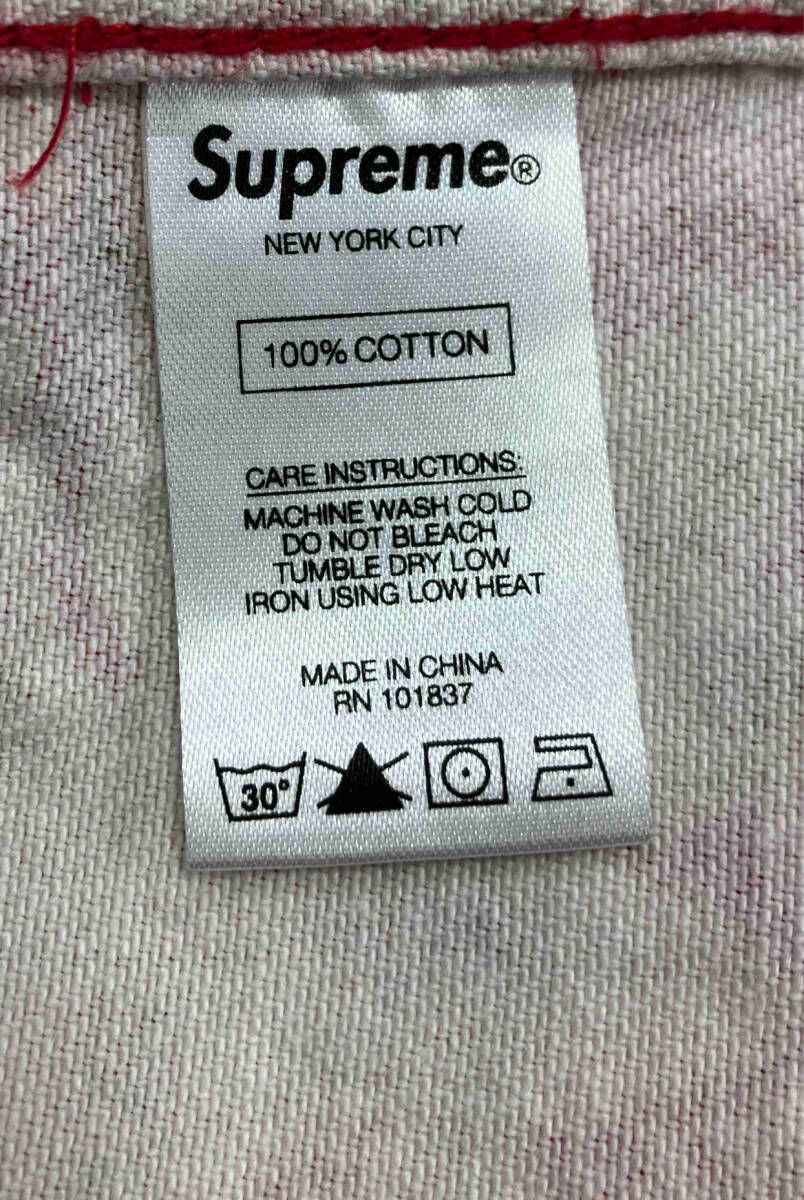 Supreme®
NEW YORK CITY
100% COTTON
CARE INSTRUCTIONS:
MACHINE WASH COLD
DO NOT BLEACH
TUMBLE DRY LOW
IRON USING LOW HEAT
MADE IN CHINA
RN 101837
30°